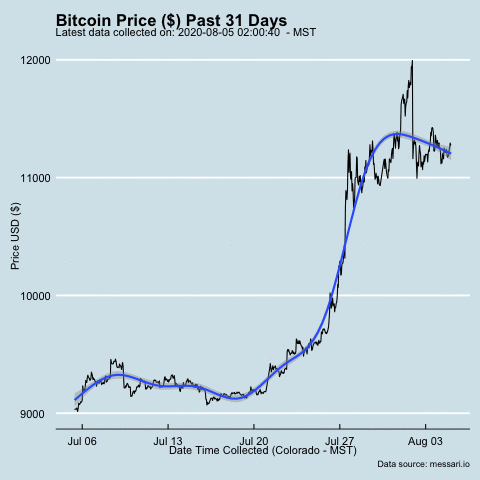 Bitcoin Price ($) Past 31 Days
Latest data collected on: 2020-08-05 02:00:40  - MST
12000
11000
10000
9000
Price USD ($)
Jul 06
Jul 13
Jul 20
Jul 27
Aug 03
Date Time Collected (Colorado - MST)
Data source: messari.io